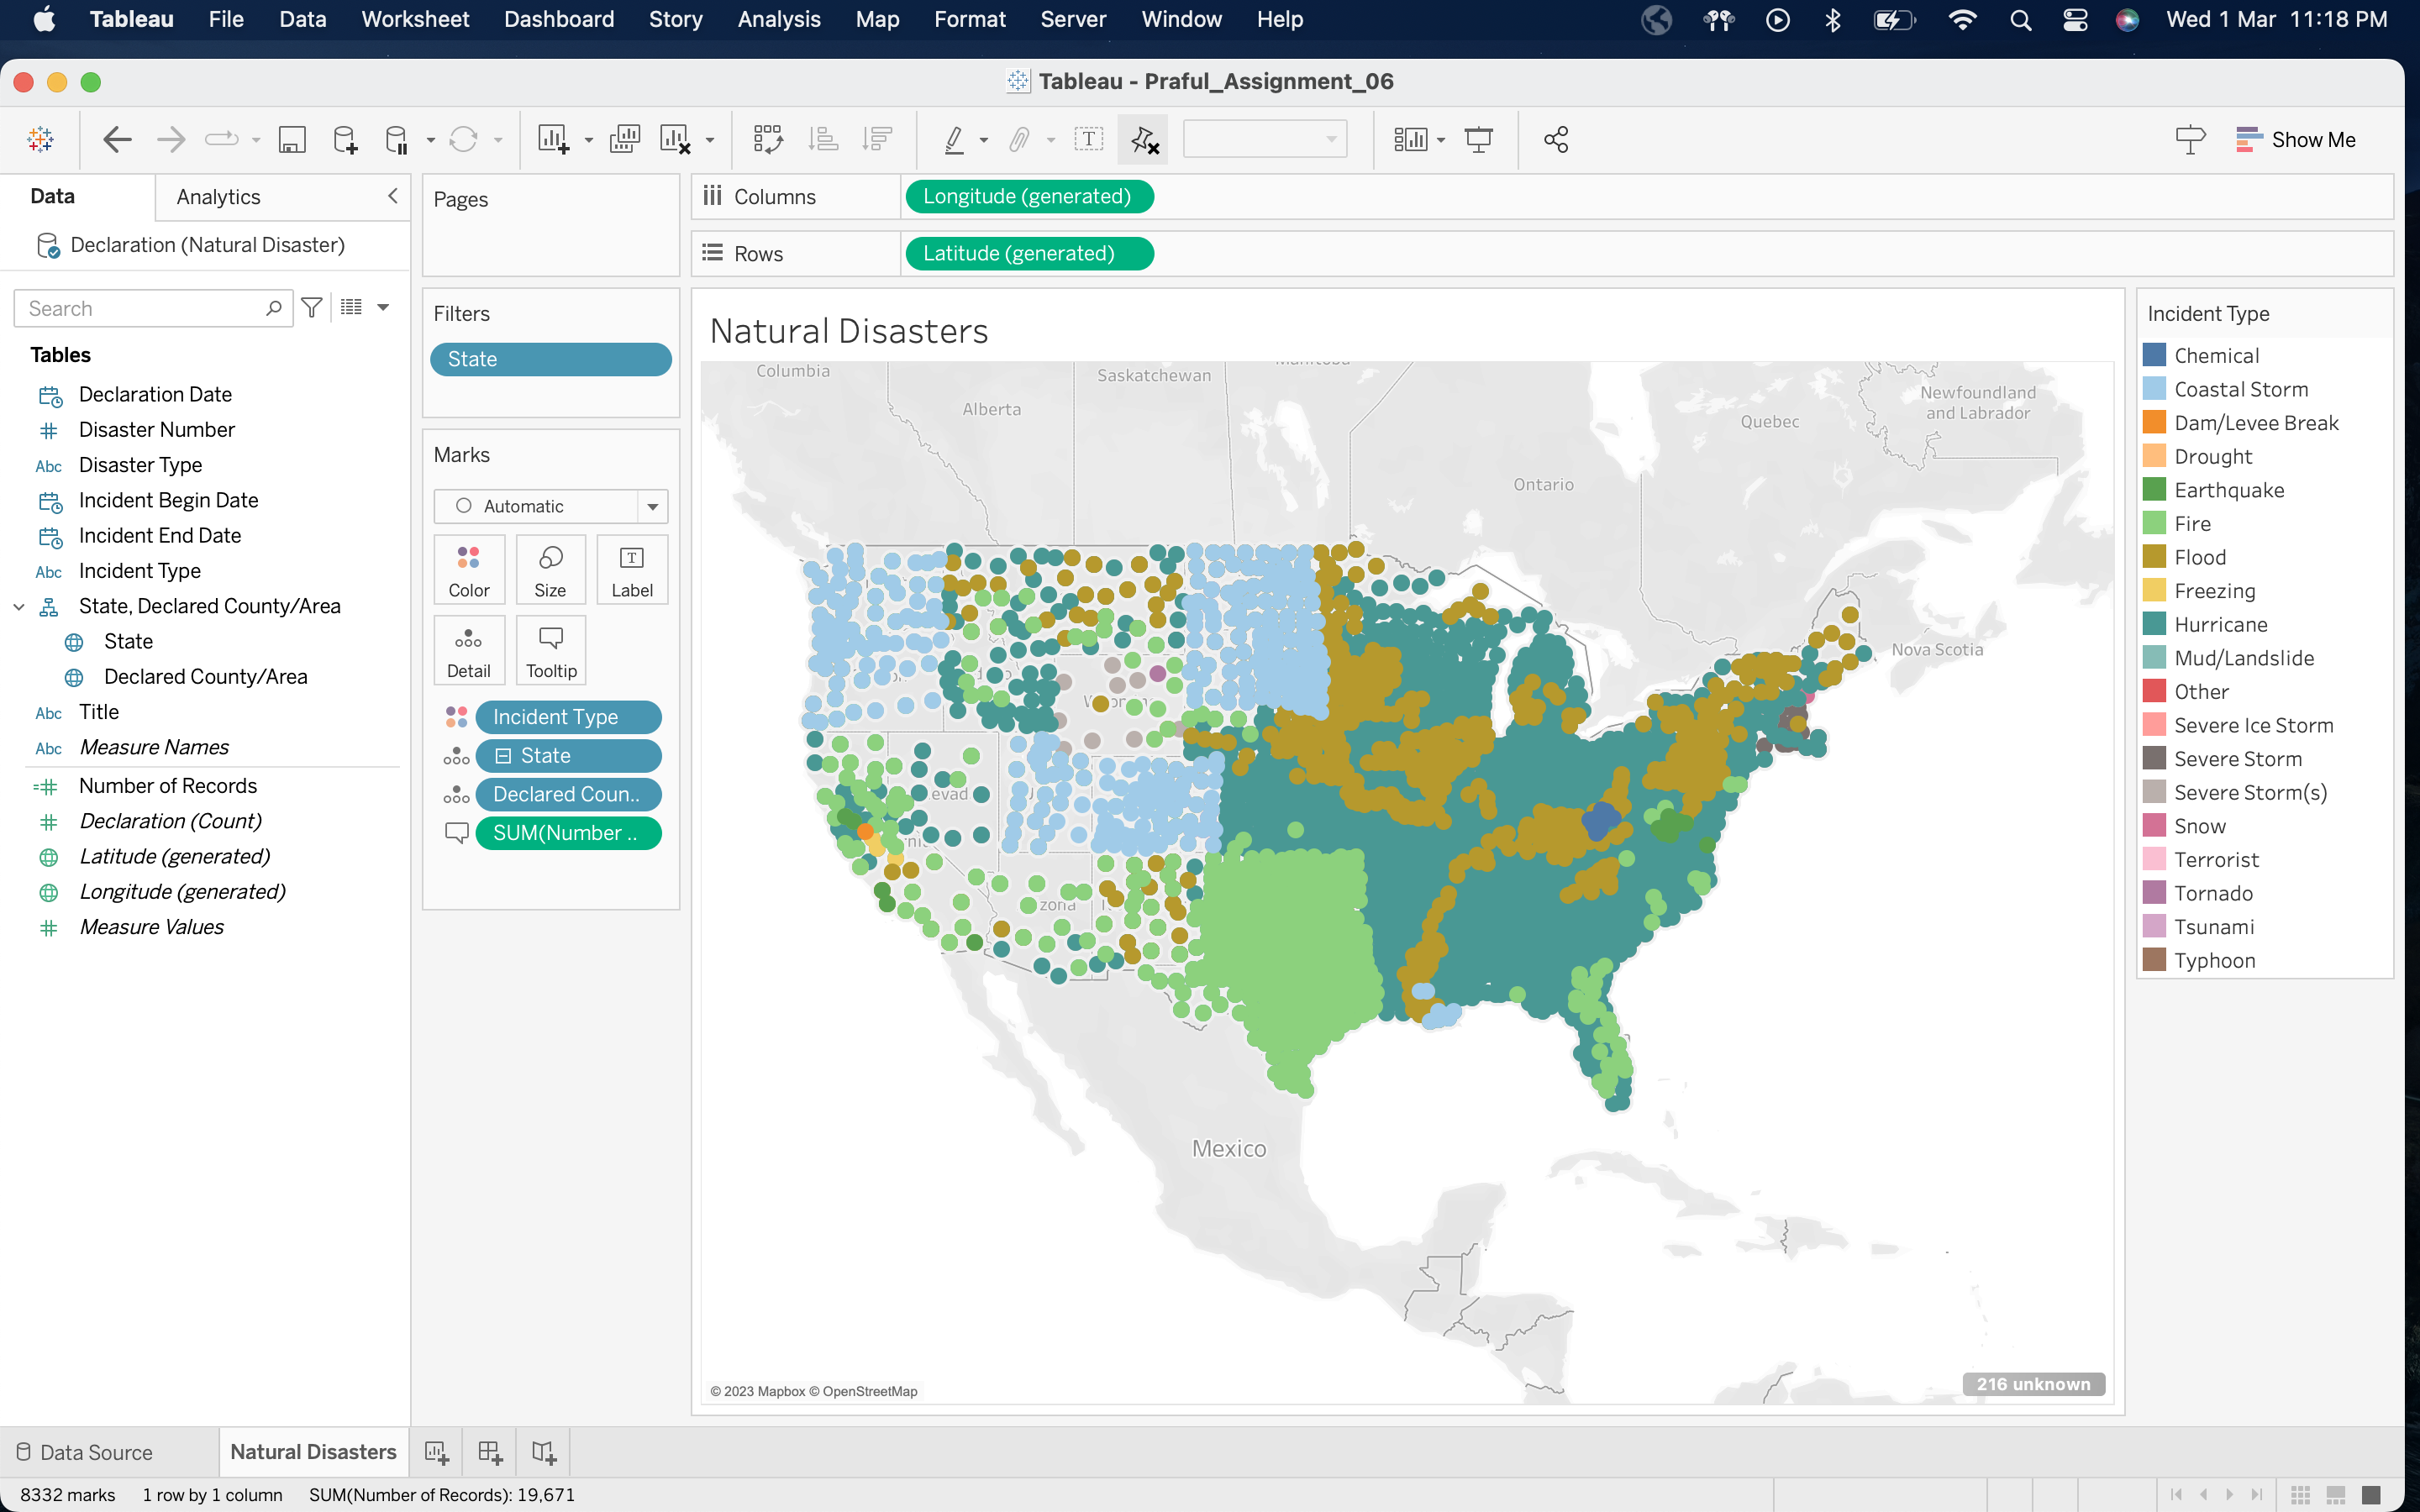 Tableau File Data Worksheet Dashboard Story Analysis Map Format Server Window Help Wed 1 Mar 11:18 PM
Tableau - Praful_Assignment_06
Show Me
Data Analytics
Declaration (Natural Disaster)
Search
Tables
Declaration Date
Disaster Number
Abc Disaster Type
Incident Begin Date
Incident End Date
Abc Incident Type
State, Declared County/Area
State
Declared County/Area
Abc Title
Abc Measure Names
Number of Records
Declaration (Count)
Latitude (generated)
Longitude (generated)
Measure Values
Pages
Filters
State
Marks
Automatic
Color Size Label
Detail Tooltip
Incident Type
State
Declared Coun..
SUM(Number ..
Columns Longitude (generated)
Rows Latitude (generated)
Natural Disasters
Columbia
Alberta
Saskatchewan
Manitoba
Ontario
Quebec
Newfoundland
and Labrador
Nova Scotia
Mexico
© 2023 Mapbox © OpenStreetMap
216 unknown
Incident Type
Chemical
Coastal Storm
Dam/Levee Break
Drought
Earthquake
Fire
Flood
Freezing
Hurricane
Mud/Landslide
Other
Severe Ice Storm
Severe Storm
Severe Storm(s)
Snow
Terrorist
Tornado
Tsunami
Typhoon
Data Source Natural Disasters
8332 marks 1 row by 1 column SUM(Number of Records): 19,671